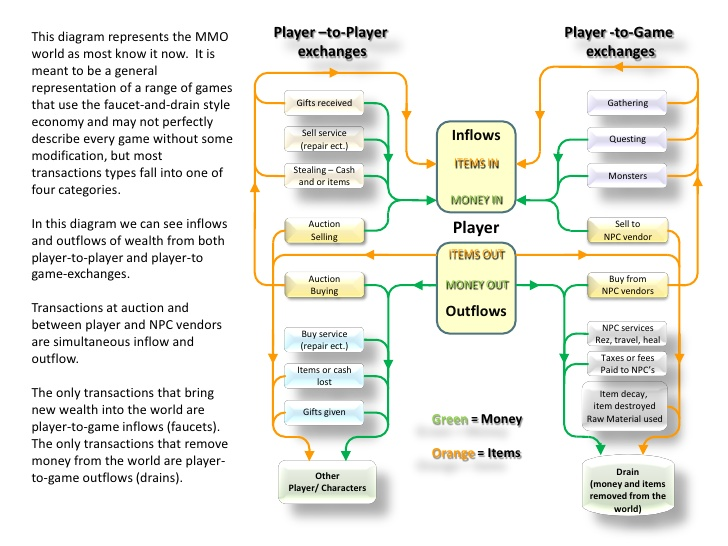 This diagram represents the MMO
world as most know it now.  It is
meant to be a general
representation of a range of games
that use the faucet-and-drain style
economy and may not perfectly
describe every game without some
modification, but most
transactions types fall into one of
four categories.
In this diagram we can see inflows
and outflows of wealth from both
player-to-player and player-to
game-exchanges.
Transactions at auction and
between player and NPC vendors
are simultaneous inflow and
outflow.
The only transactions that bring
new wealth into the world are
player-to-game inflows (faucets).
The only transactions that remove
money from the world are player-
to-game outflows (drains).
Player –to-Player
exchanges
Gifts received
Sell service
(repair ect.)
Stealing – Cash
and or items
Auction
Selling
Auction
Buying
Buy service
(repair ect.)
Items or cash
lost
Gifts given
Other
Player/ Characters
Inflows
ITEMS IN
MONEY IN
Player
ITEMS OUT
MONEY OUT
Outflows
Green = Money
Orange = Items
Player -to-Game
exchanges
Gathering
Questing
Monsters
Sell to
NPC vendor
Buy from
NPC vendors
NPC services
Rez, travel, heal
Taxes or fees
Paid to NPC's
Item decay,
item destroyed
Raw Material used
Drain
(money and items
removed from the
world)